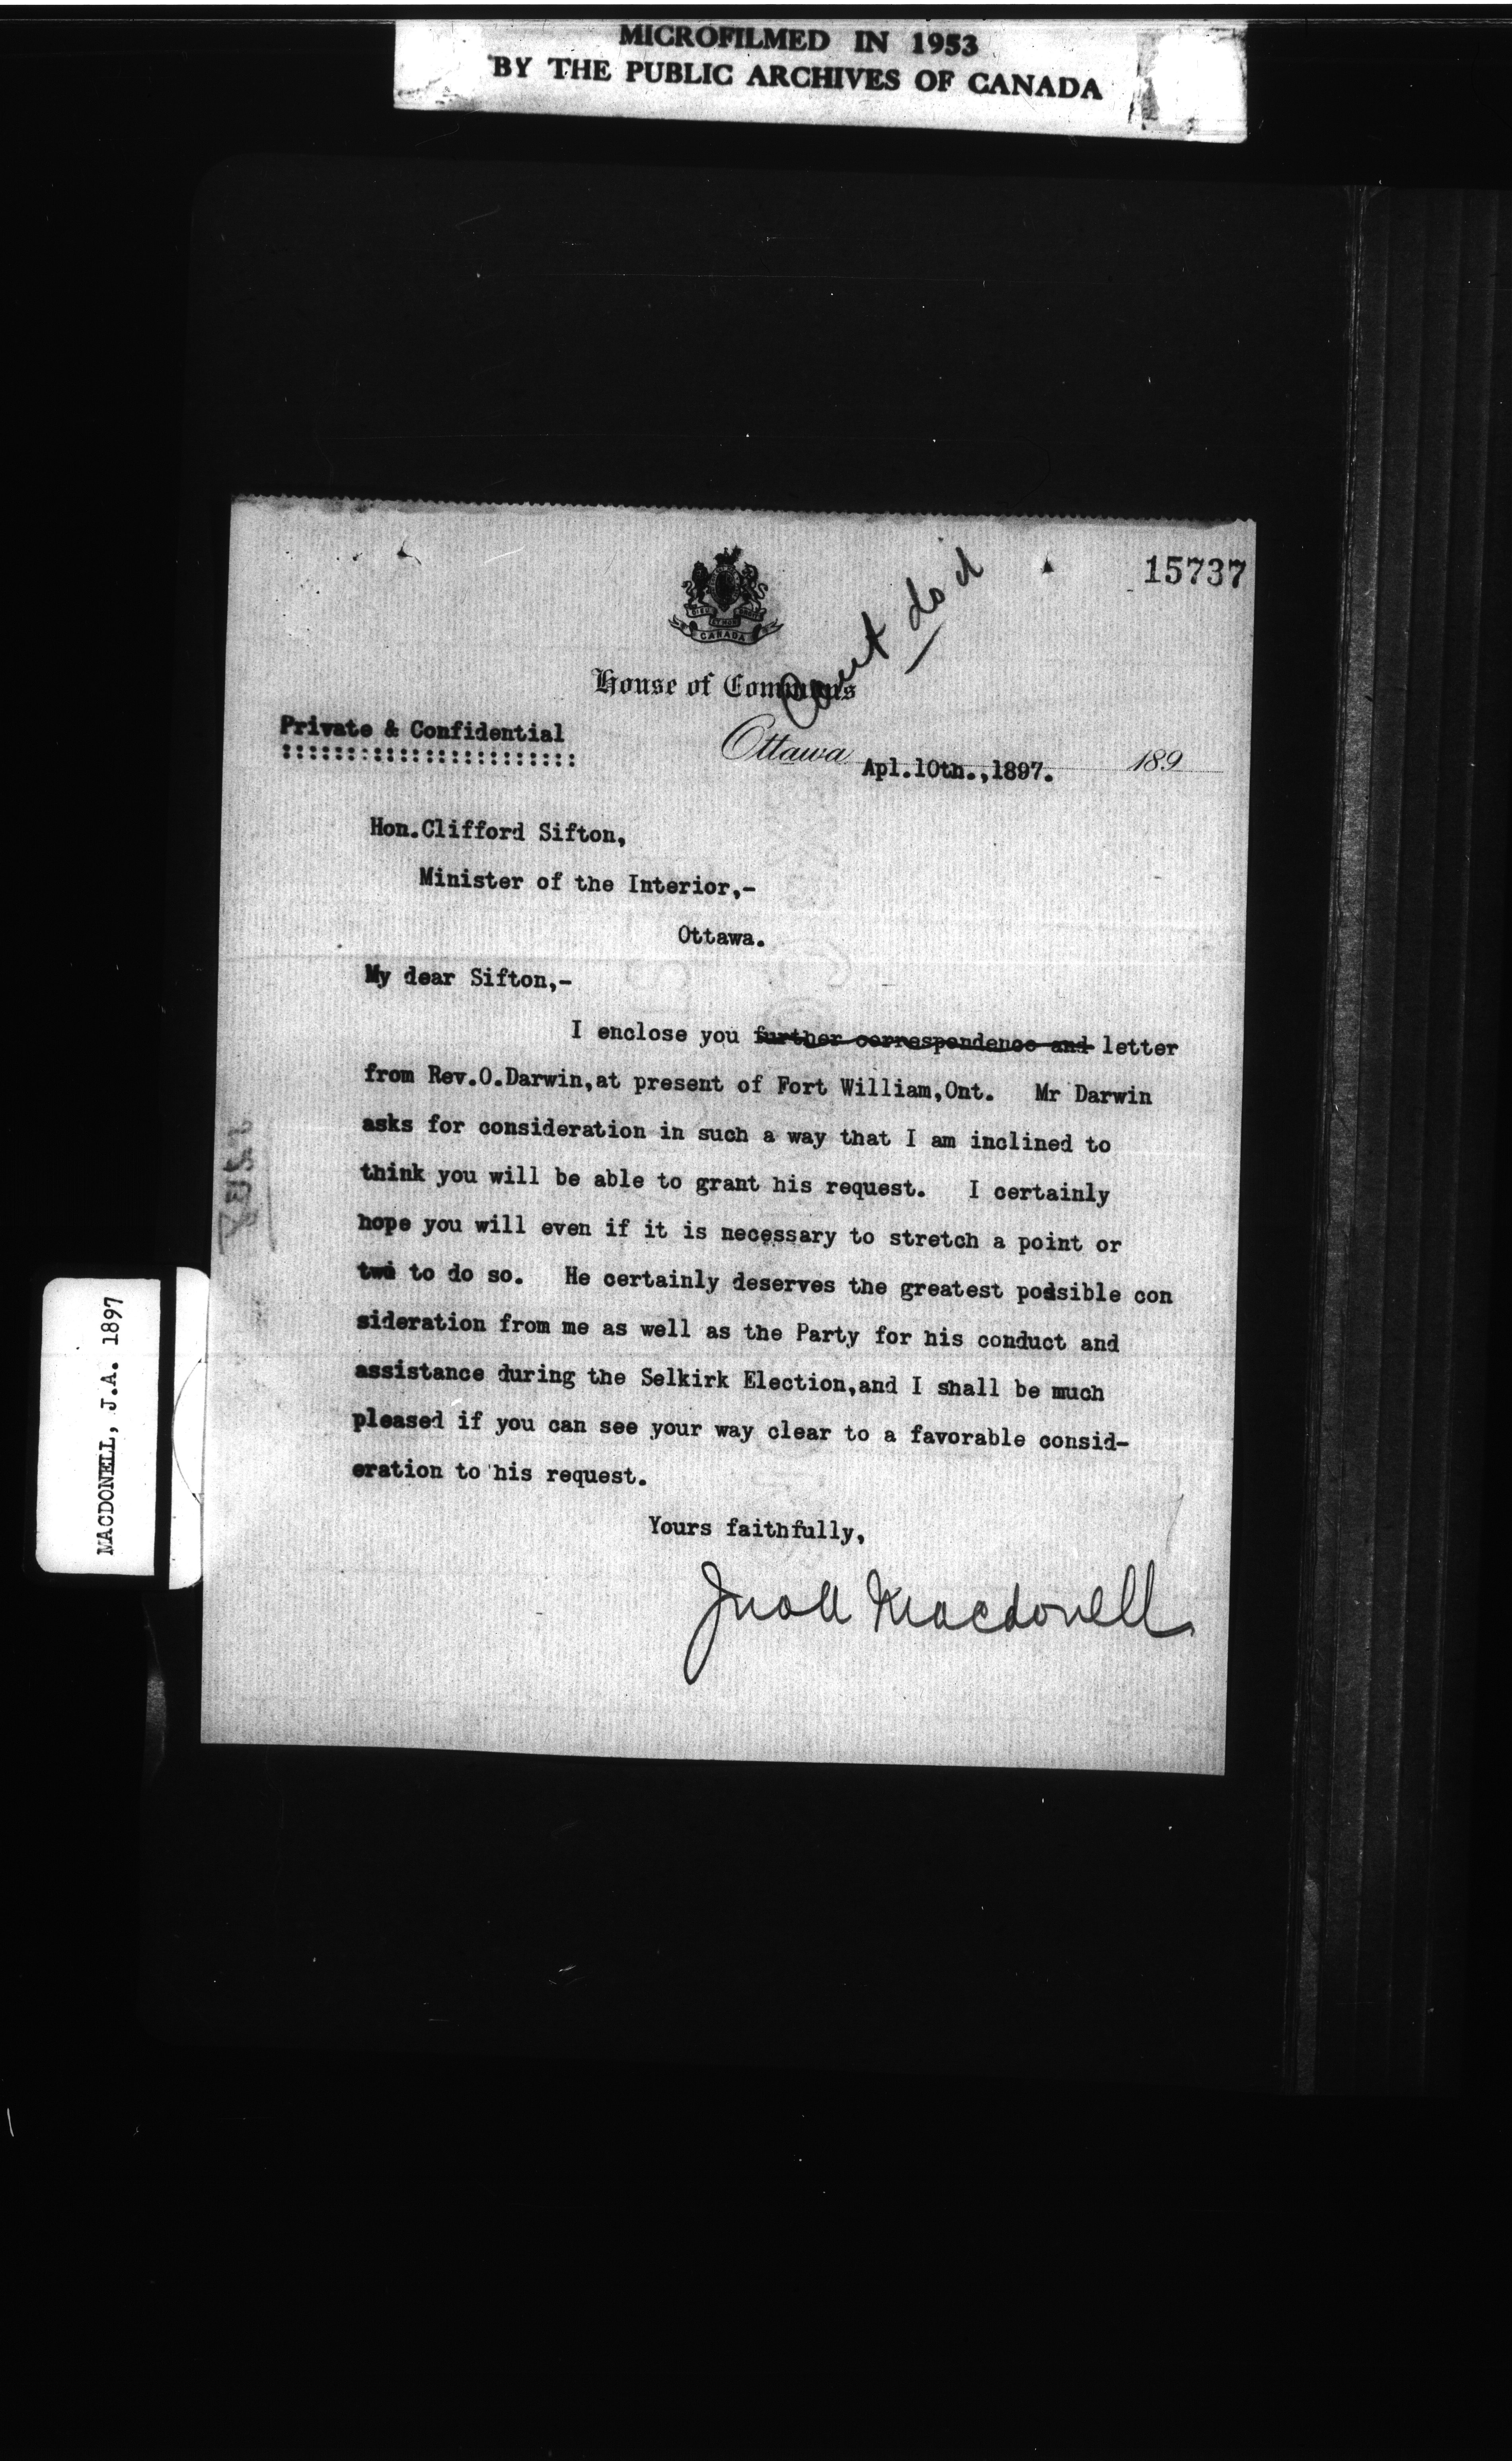 MICROFILMED IN 1953
BY THE PUBLIC ARCHIVES OF CANADA
15737
Cant do it
CANADA
House of Commons
Private & Confidential
::::::::::::::::::::::::
Ottawa Apl.10th.,1897. 189
Hon.Clifford Sifton,
Minister of the Interior,-
Ottawa.
My dear Sifton,-
I enclose you further correspondence and letter
from Rev.O.Darwin,at present of Fort William,Ont. Mr Darwin
asks for consideration in such a way that I am inclined to
think you will be able to grant his request. I certainly
hope you will even if it is necessary to stretch a point or
two to do so. He certainly deserves the greatest possible con
sideration from me as well as the Party for his conduct and
assistance during the Selkirk Election,and I shall be much
pleased if you can see your way clear to a favorable consid-
eration to his request.
Yours faithfully,
Jno A Macdonell
MACDONELL, J.A. 1897